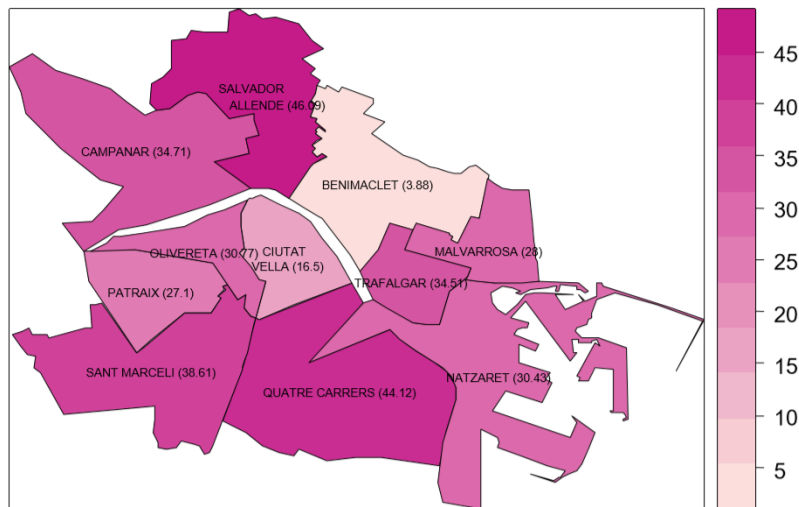 SALVADOR
ALLENDE (46.09)
CAMPANAR (34.71)
BENIMACLET (3.88)
OLIVERETA (30.77)
CIUTAT
VELLA (16.5)
MALVARROSA (28)
PATRAIX (27.1)
TRAFALGAR (34.51)
SANT MARCELI (38.61)
QUATRE CARRERS (44.12)
NATZARET (30.43)
45
40
35
30
25
20
15
10
5